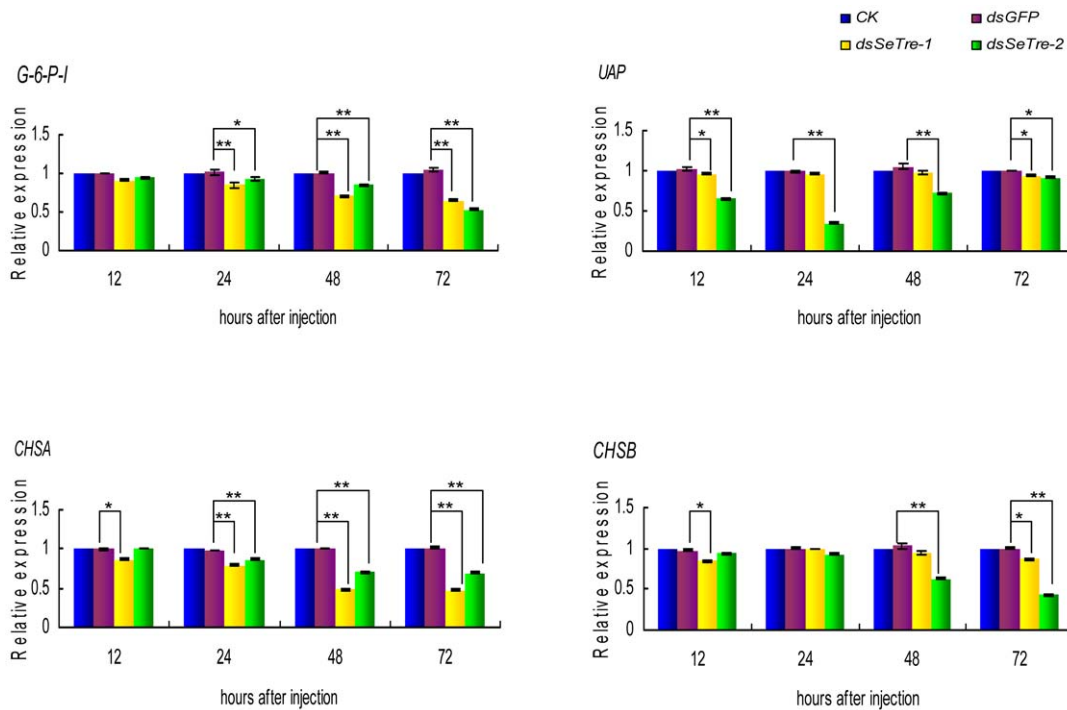 CK dsGFP
dsSeTre-1 dsSeTre-2
G-6-P-I
Relative expression
1.5
1
0.5
0
*
**
**
**
**
**
12 24 48 72
hours after injection
UAP
Relative expression
1.5
1
0.5
0
**
*
**
**
*
*
12 24 48 72
hours after injection
CHSA
Relative expression
1.5
1
0.5
0
*
**
**
**
**
**
**
12 24 48 72
hours after injection
CHSB
Relative expression
1.5
1
0.5
0
*
**
**
*
12 24 48 72
hours after injection